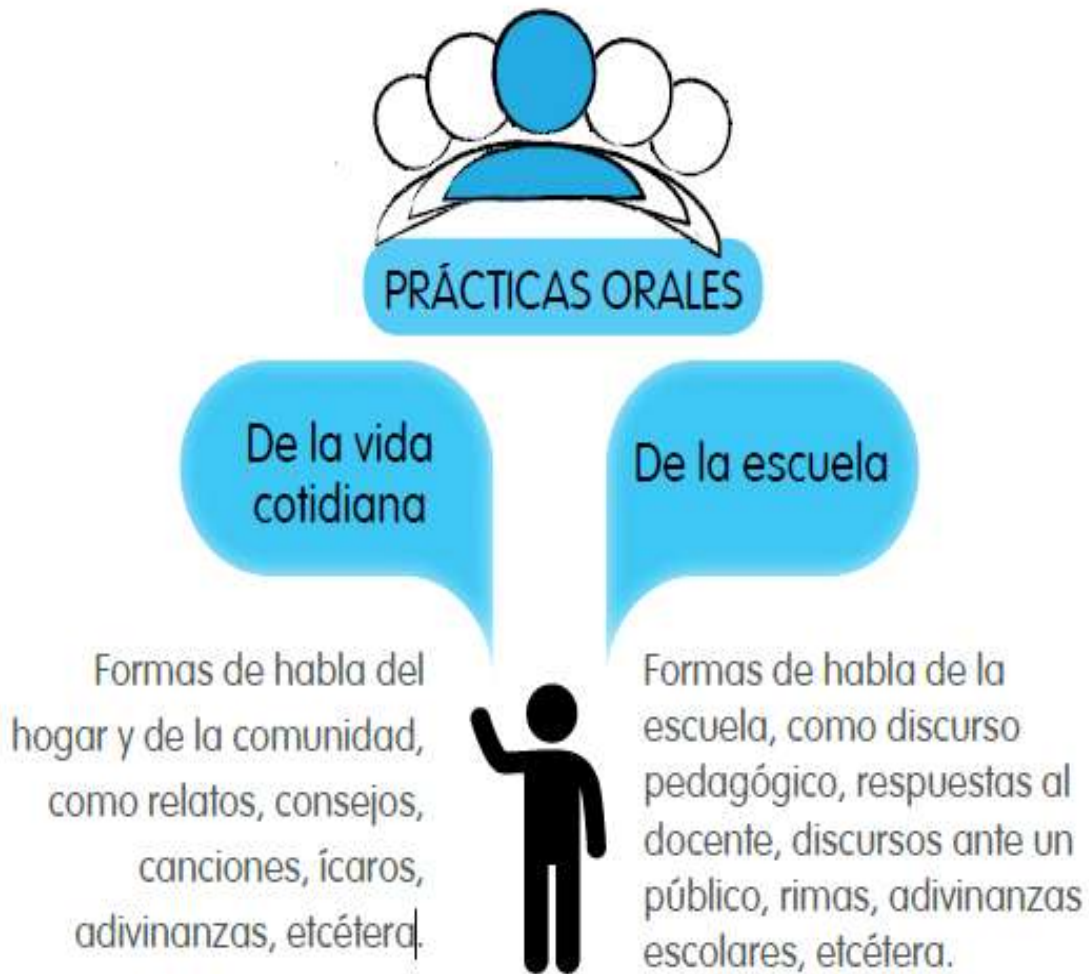 PRÁCTICAS ORALES
De la vida
cotidiana
De la escuela
Formas de habla del
hogar y de la comunidad,
como relatos, consejos,
canciones, ícaros,
adivinanzas, etcétera.
Formas de habla de la
escuela, como discurso
pedagógico, respuestas al
docente, discursos ante un
público, rimas, adivinanzas
escolares, etcétera.